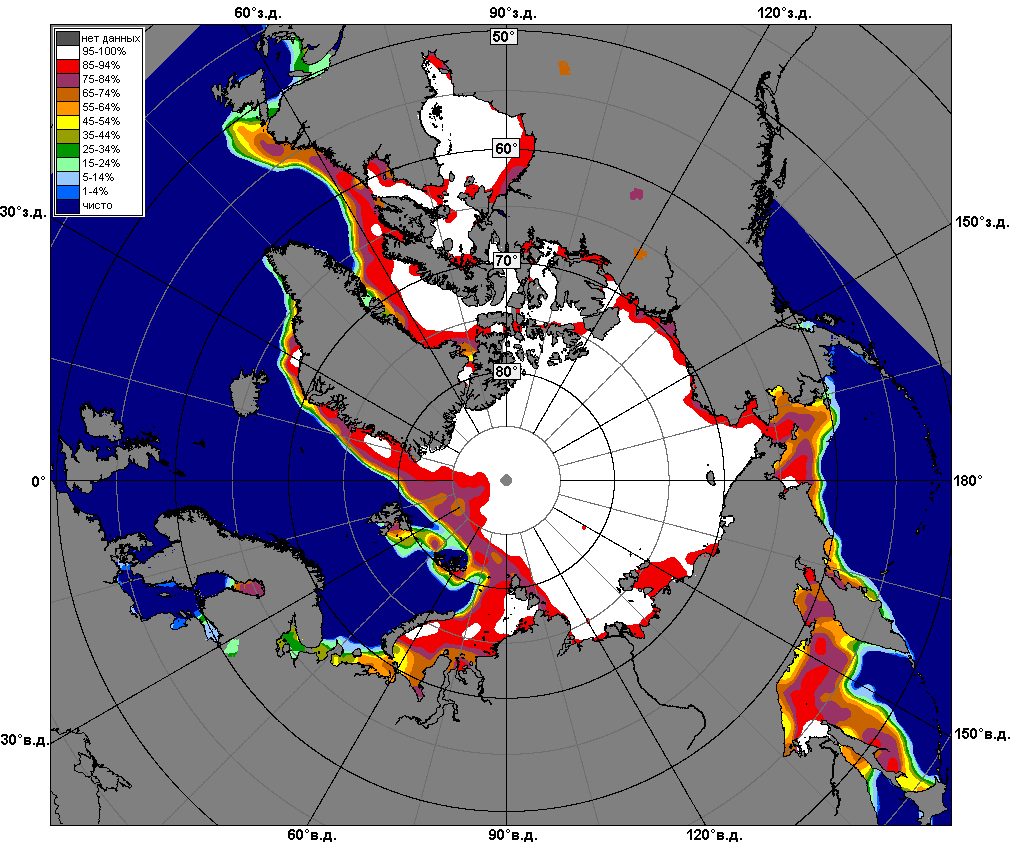 60°з.д.
90°з.д.
120°з.д.
50°
нет данных
95-100%
85-94%
75-84%
65-74%
55-64%
45-54%
35-44%
25-34%
15-24%
5-14%
1-4%
чисто
60°
30°з.д.
150°з.д.
70°
80°
0°
180°
30°в.д.
150°в.д.
60°в.д.
90°в.д.
120°в.д.